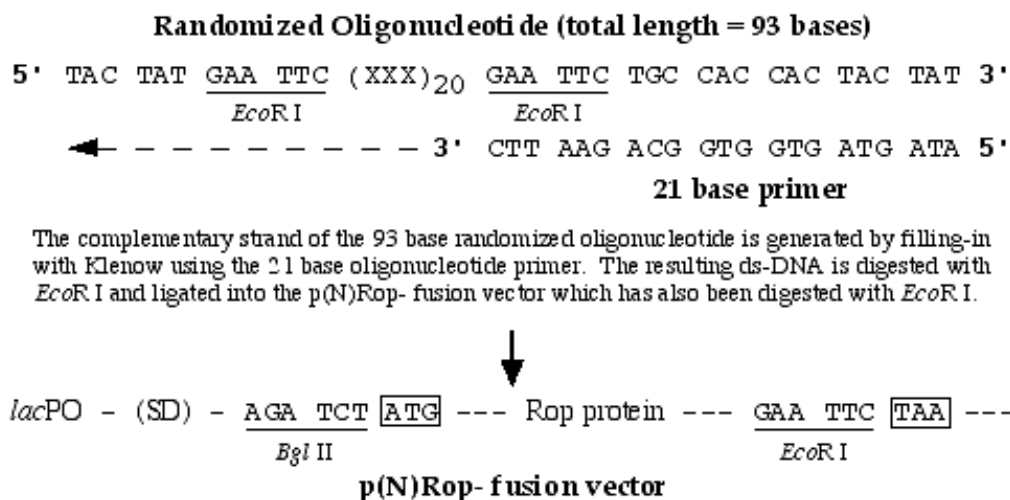 Randomized Oligonucleotide (total length = 93 bases)
5' TAC TAT GAA TTC (XXX)20 GAA TTC TGC CAC CAC TAC TAT 3'
EcoR I EcoR I
3' CTT AAG ACG GTG GTG ATG ATA 5'
21 base primer
The complementary strand of the 93 base randomized oligonucleotide is generated by filling-in
with Klenow using the 21 base oligonucleotide primer. The resulting ds-DNA is digested with
EcoR I and ligated into the p(N)Rop- fusion vector which has also been digested with EcoR I.
lacPO – (SD) – AGA TCT ATG --- Rop protein --- GAA TTC TAA ---
Bgl II EcoR I
p(N)Rop- fusion vector